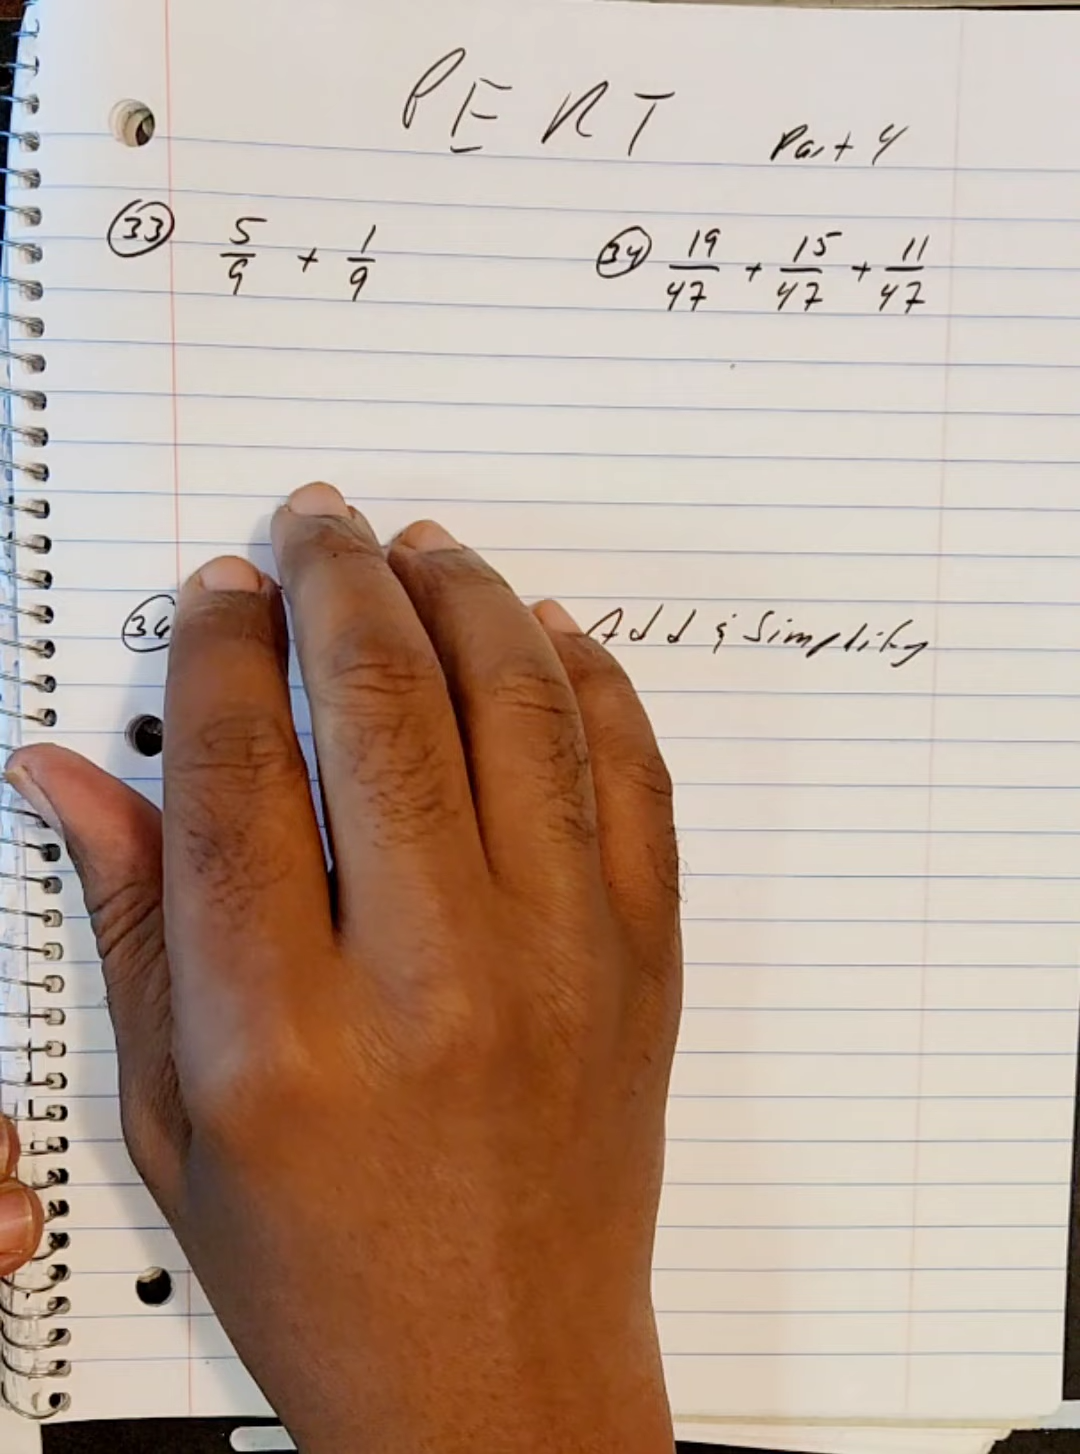 PERT Part 4
33 5/9 + 1/9
34 19/47 + 15/47 + 11/47
Add & Simplify